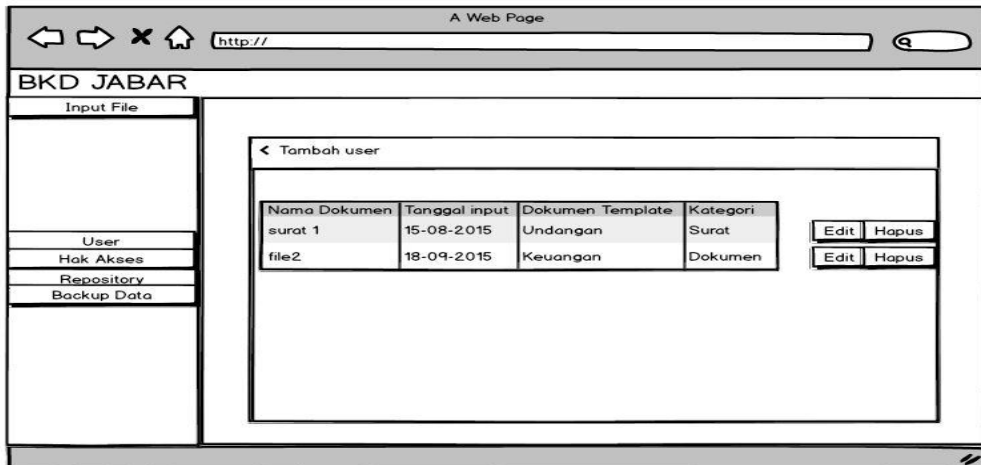 A Web Page
http://
BKD JABAR
Input File
User
Hak Akses
Repository
Backup Data
< Tambah user
Nama Dokumen Tanggal input Dokumen Template Kategori
surat 1 15-08-2015 Undangan Surat Edit Hapus
file2 18-09-2015 Keuangan Dokumen Edit Hapus